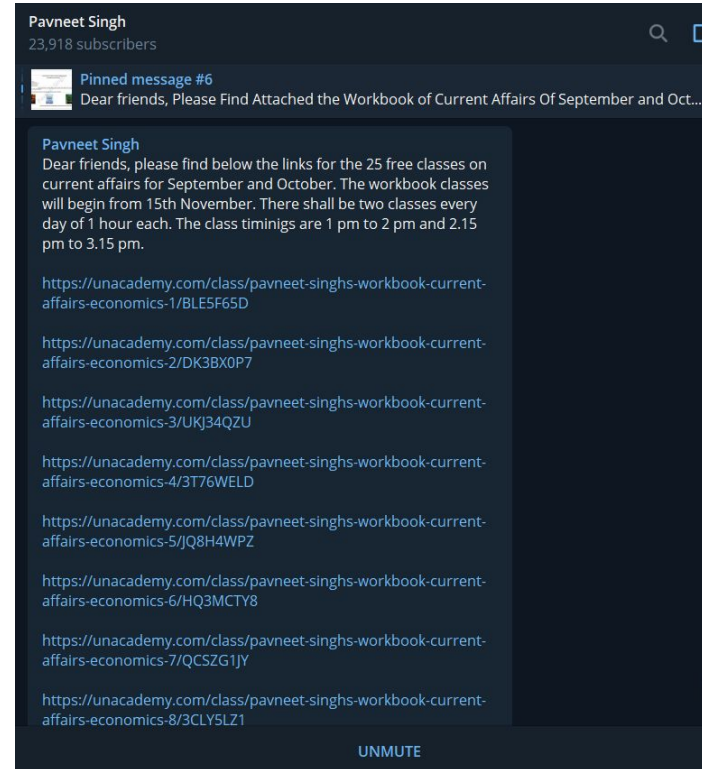 Pavneet Singh
23,918 subscribers
Pinned message #6
Dear friends, Please Find Attached the Workbook of Current Affairs Of September and Oct...
Pavneet Singh
Dear friends, please find below the links for the 25 free classes on
current affairs for September and October. The workbook classes
will begin from 15th November. There shall be two classes every
day of 1 hour each. The class timinigs are 1 pm to 2 pm and 2.15
pm to 3.15 pm.
https://unacademy.com/class/pavneet-singhs-workbook-current-
affairs-economics-1/BLE5F65D
https://unacademy.com/class/pavneet-singhs-workbook-current-
affairs-economics-2/DK3BX0P7
https://unacademy.com/class/pavneet-singhs-workbook-current-
affairs-economics-3/UKJ34QZU
https://unacademy.com/class/pavneet-singhs-workbook-current-
affairs-economics-4/3T76WELD
https://unacademy.com/class/pavneet-singhs-workbook-current-
affairs-economics-5/JQ8H4WPZ
https://unacademy.com/class/pavneet-singhs-workbook-current-
affairs-economics-6/HQ3MCTY8
https://unacademy.com/class/pavneet-singhs-workbook-current-
affairs-economics-7/QCSZG1JY
https://unacademy.com/class/pavneet-singhs-workbook-current-
affairs-economics-8/3CLY5LZ1
UNMUTE